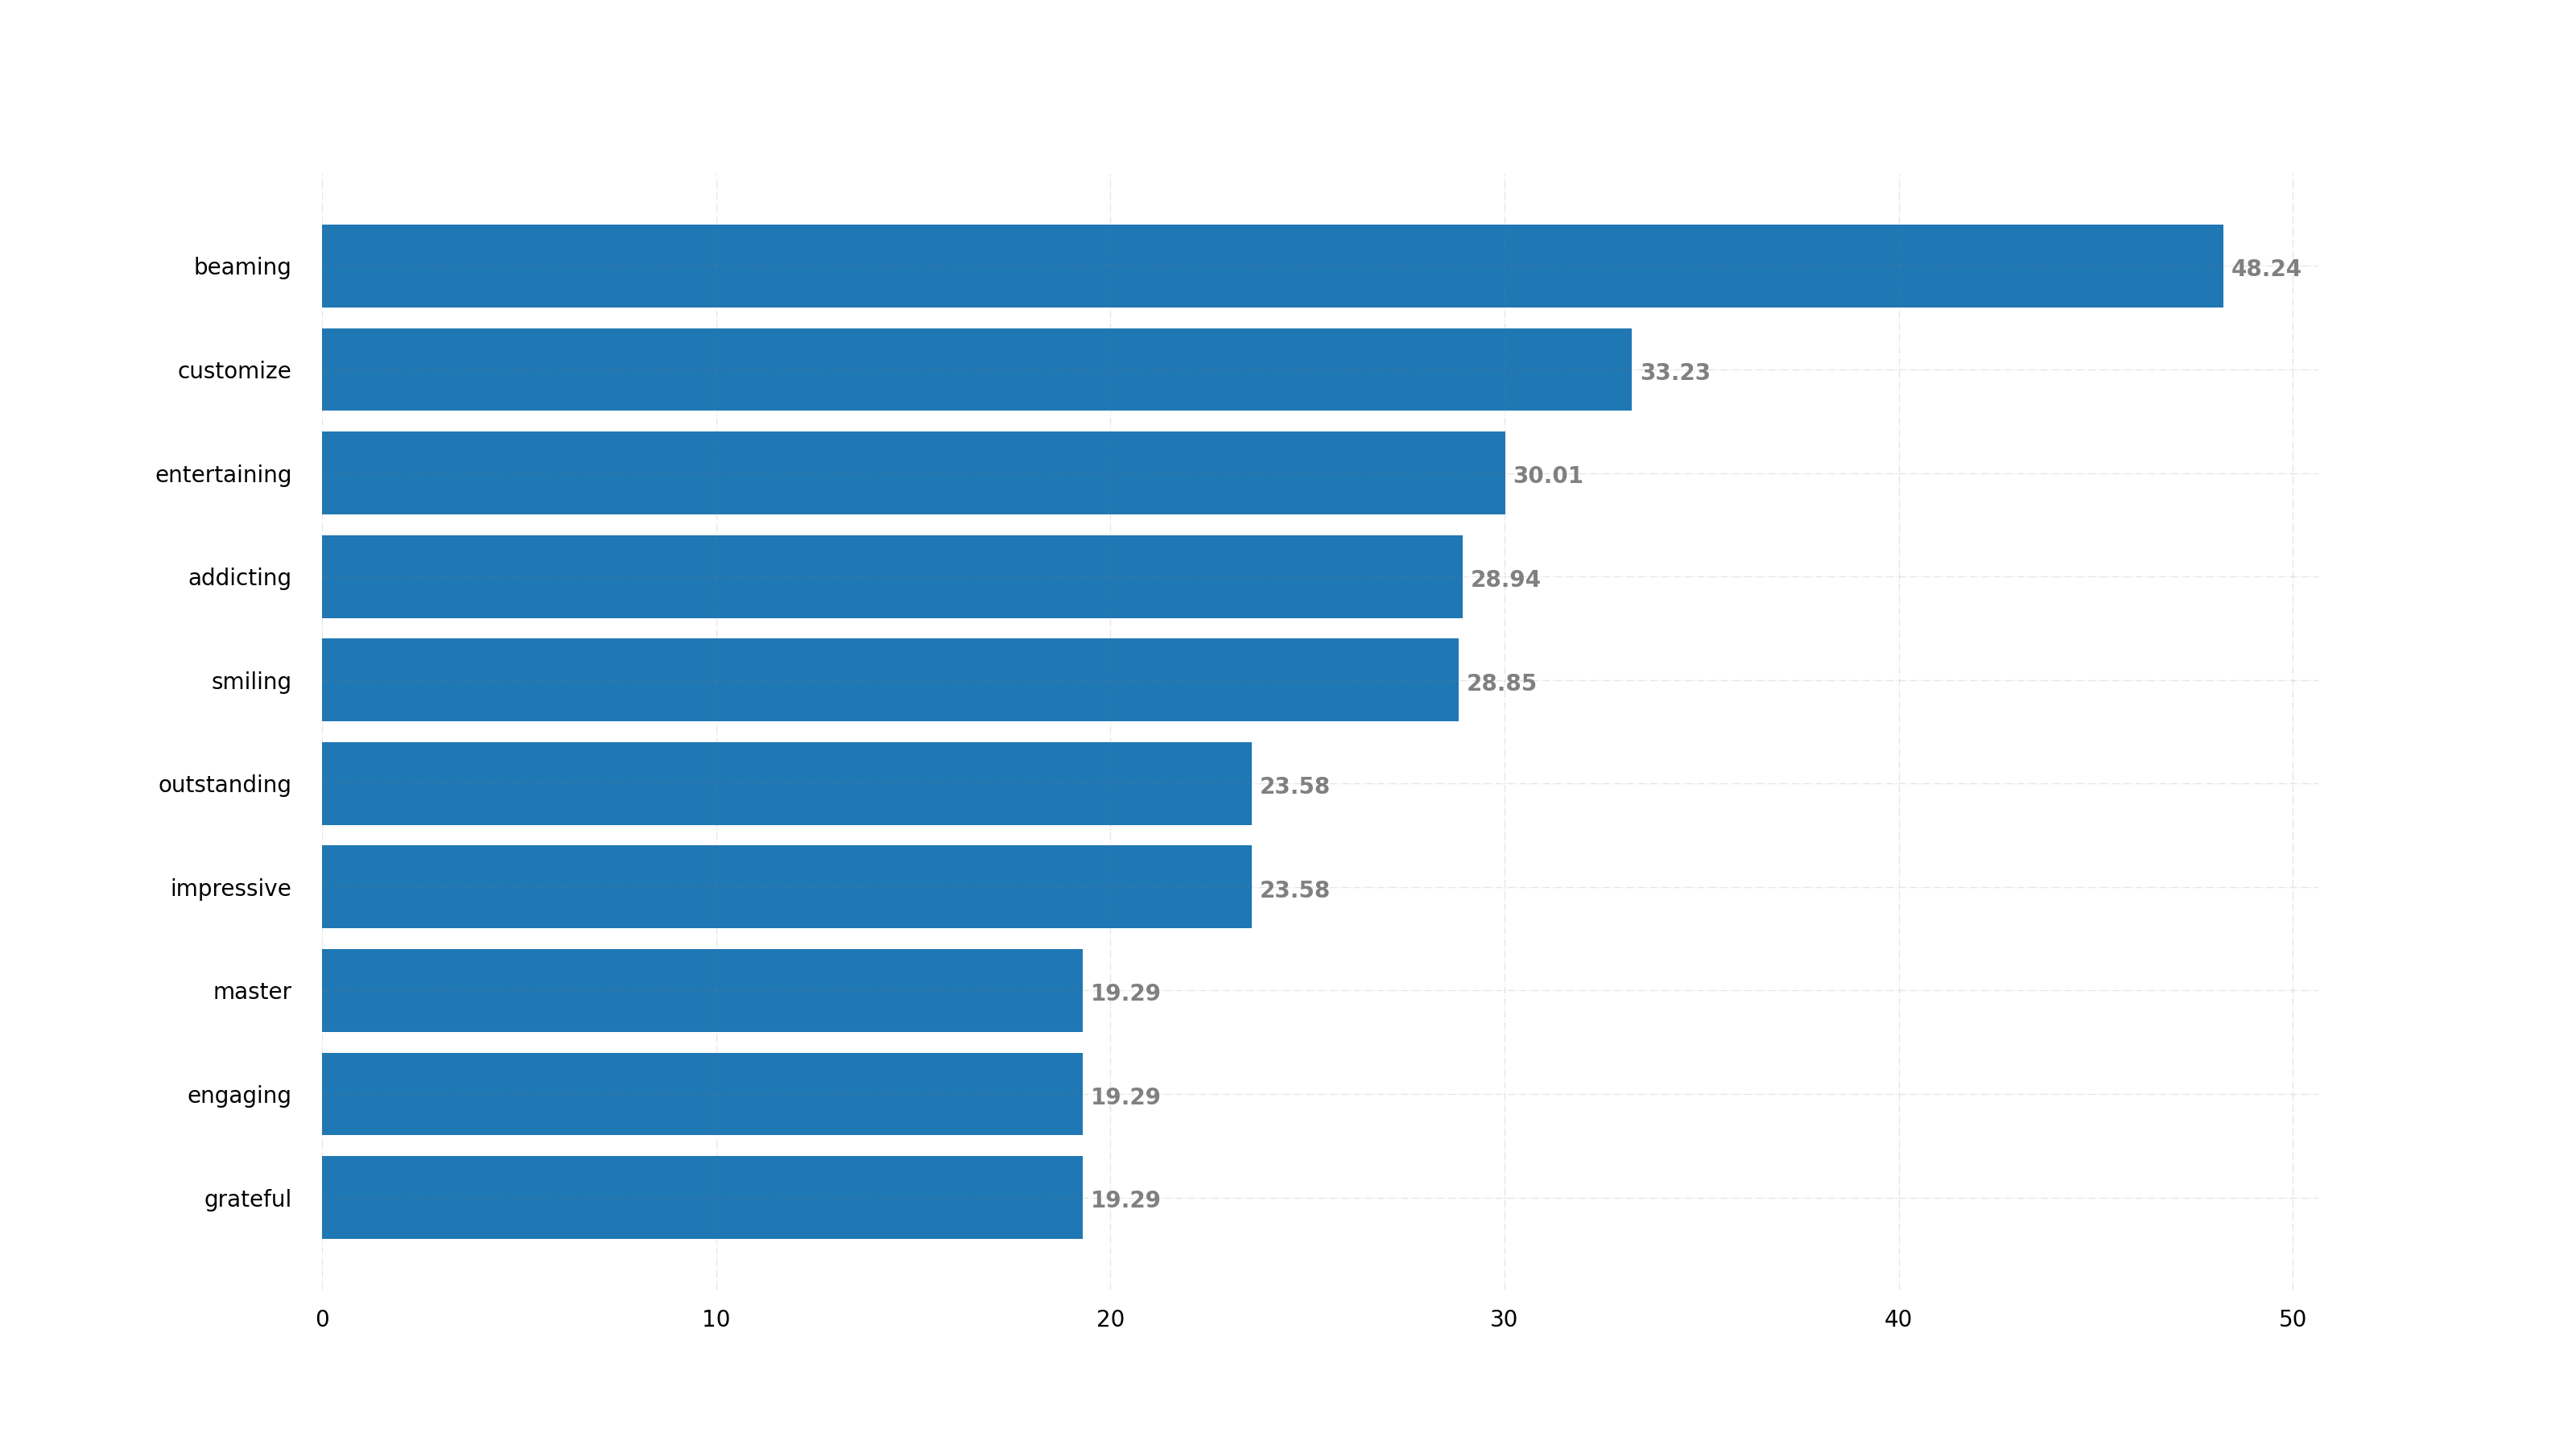 beaming 48.24
customize 33.23
entertaining 30.01
addicting 28.94
smiling 28.85
outstanding 23.58
impressive 23.58
master 19.29
engaging 19.29
grateful 19.29
0 10 20 30 40 50